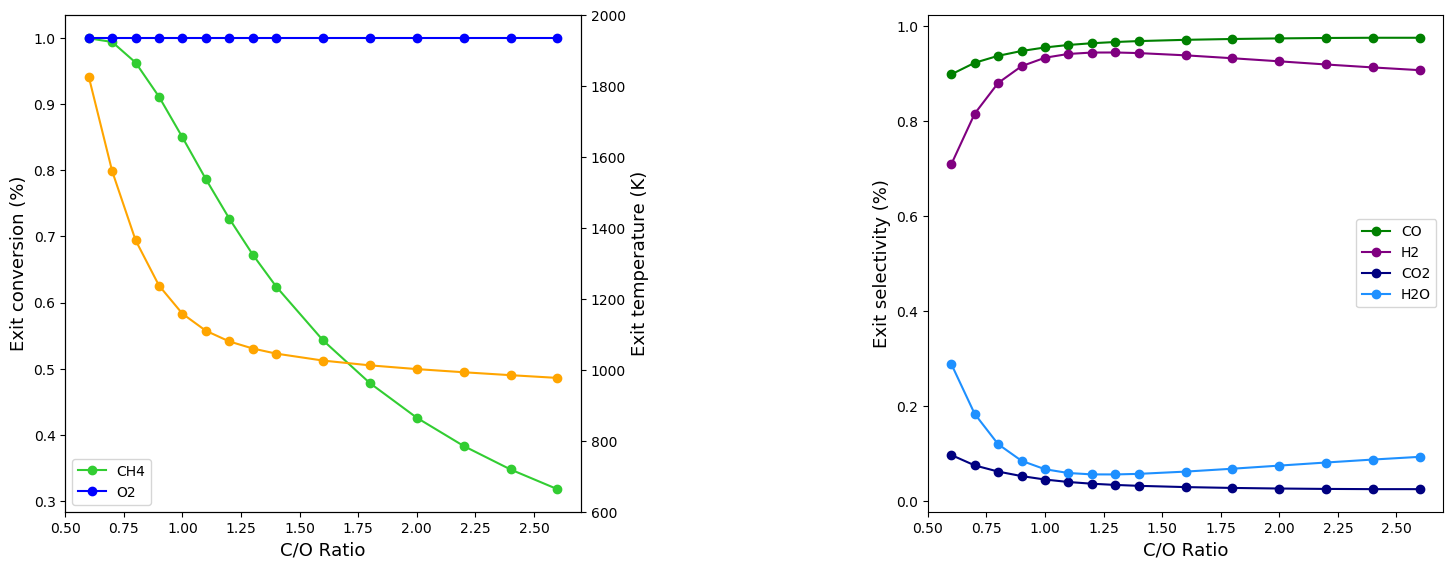 1.0
0.9
0.8
0.7
0.6
0.5
0.4
0.3
Exit conversion (%)
0.50 0.75 1.00 1.25 1.50 1.75 2.00 2.25 2.50
C/O Ratio
2000
1800
1600
1400
1200
1000
800
600
Exit temperature (K)
CH4
O2
1.0
0.8
0.6
0.4
0.2
0.0
Exit selectivity (%)
0.50 0.75 1.00 1.25 1.50 1.75 2.00 2.25 2.50
C/O Ratio
CO
H2
CO2
H2O